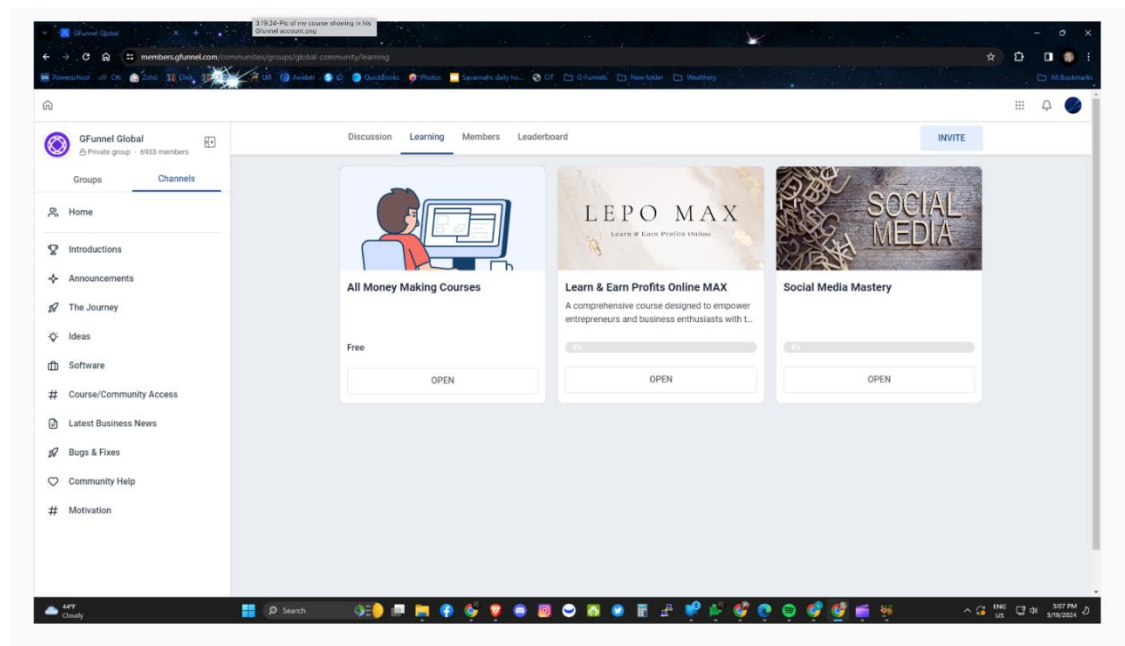 3.19.24-Pic of my course showing in his
Gfunnel account.png
GFunnel Global
members.gfunnel.com/communities/groups/global-community/learning
Powerschool
Zoho
Aweber
QuickBooks
Photos
CIT
G-Funnels
New folder
Wealthery
All Bookmarks
GFunnel Global
Private group - 6933 members
Groups
Channels
Home
Introductions
Announcements
The Journey
Ideas
Software
# Course/Community Access
Latest Business News
Bugs & Fixes
Community Help
# Motivation
Discussion
Learning
Members
Leaderboard
INVITE
All Money Making Courses
Free
OPEN
LEPO MAX
Learn & Earn Profits Online
Learn & Earn Profits Online MAX
A comprehensive course designed to empower
entrepreneurs and business enthusiasts with t...
0%
OPEN
SOCIAL
MEDIA
Social Media Mastery
0%
OPEN
44°F
Cloudy
Search
ENG
US
5:07 PM
3/19/2024